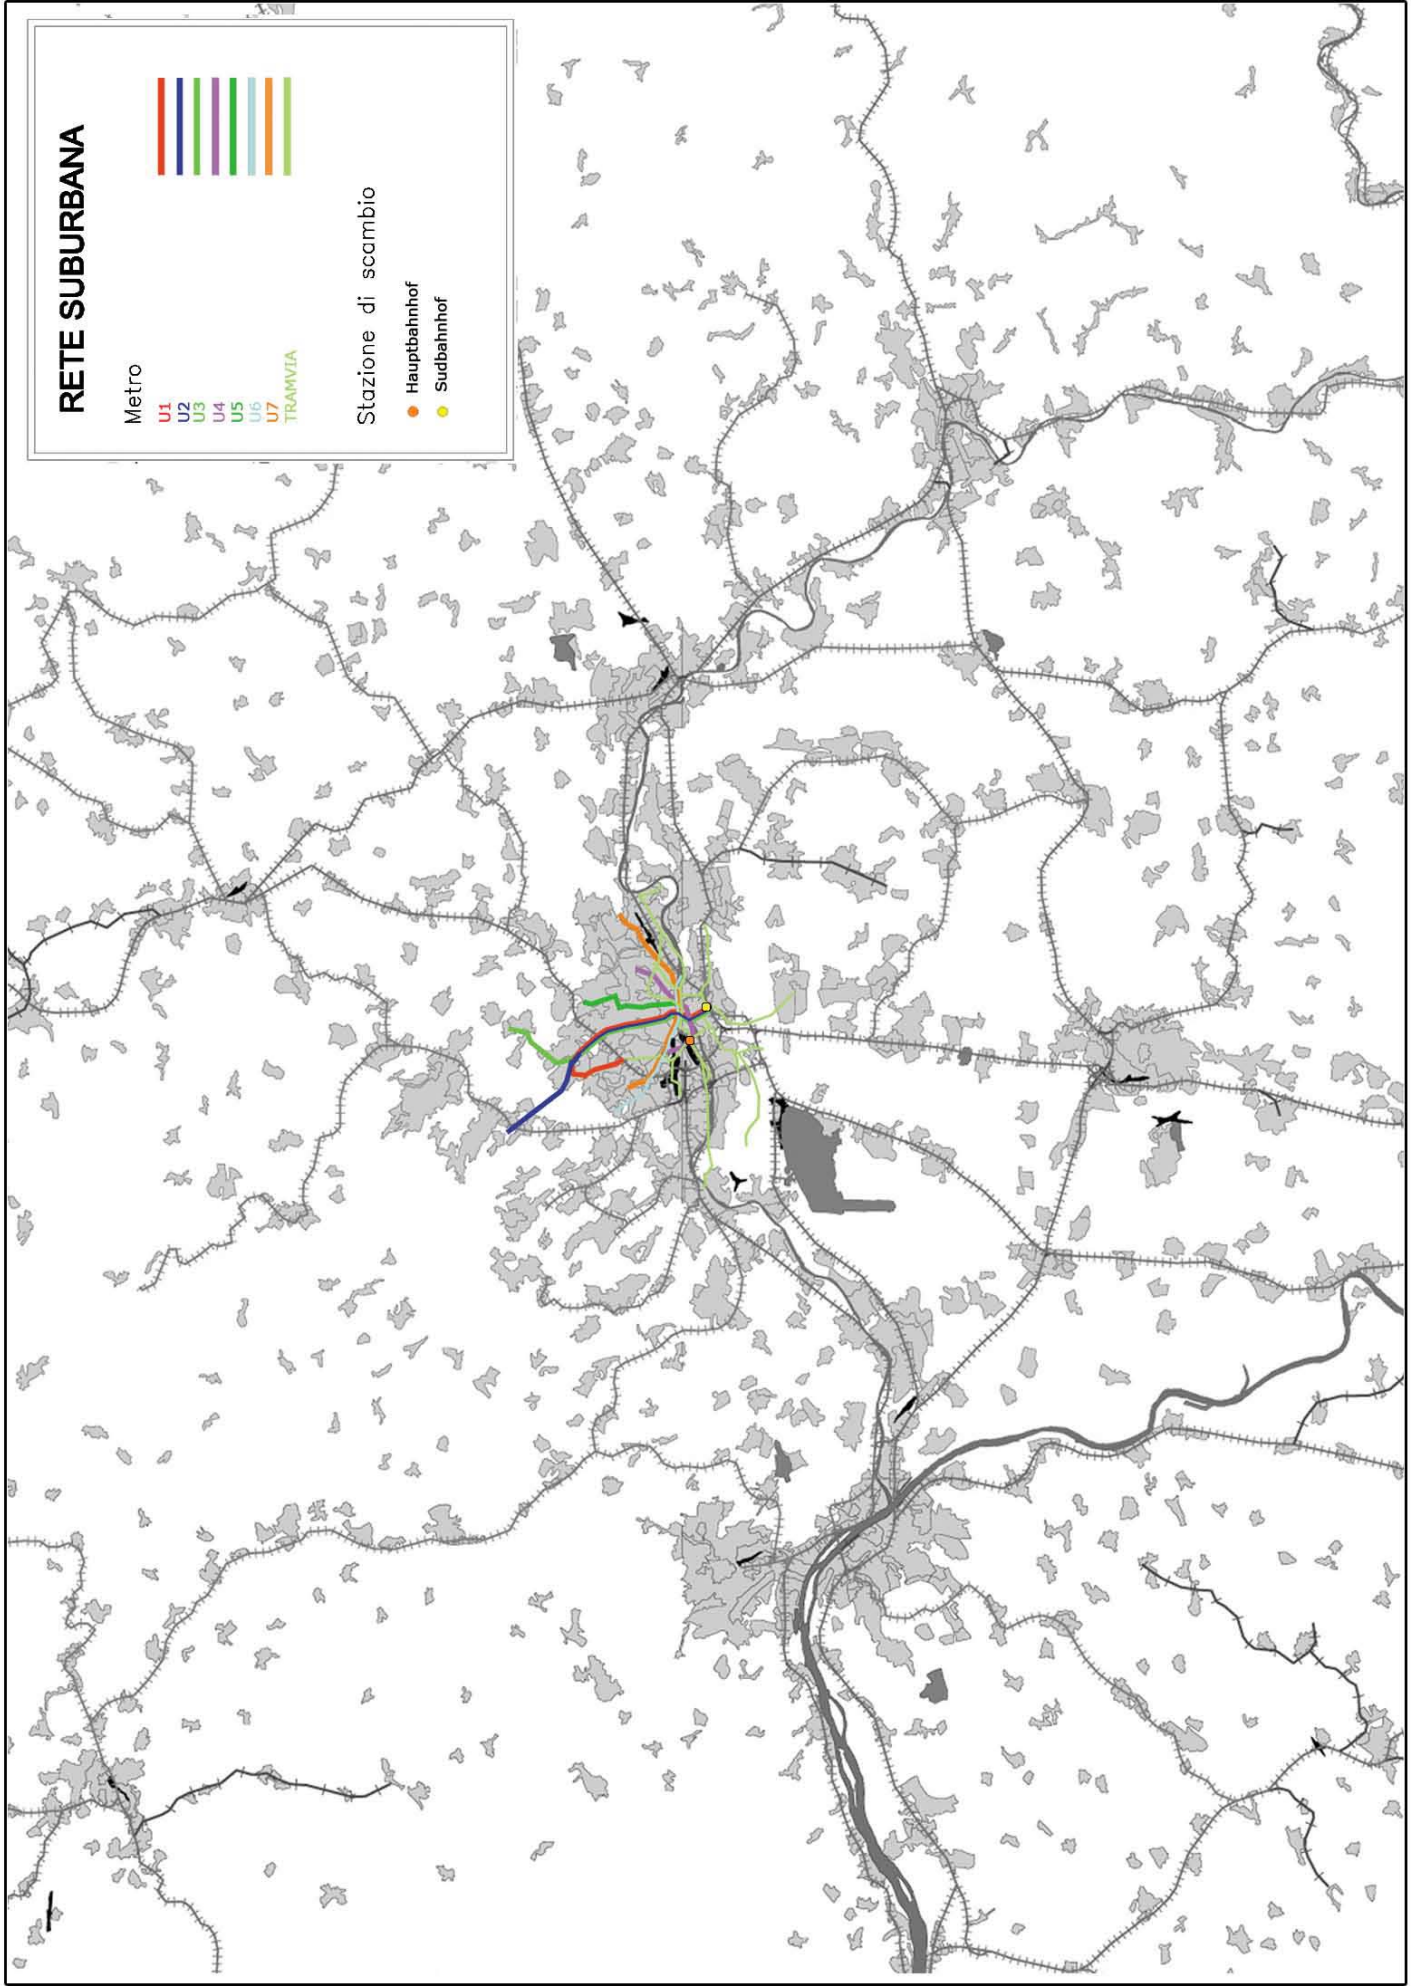 RETE SUBURBANA
Metro
U1
U2
U3
U4
U5
U6
U7
TRAMVIA
Stazione di scambio
Hauptbahnhof
Sudbahnhof